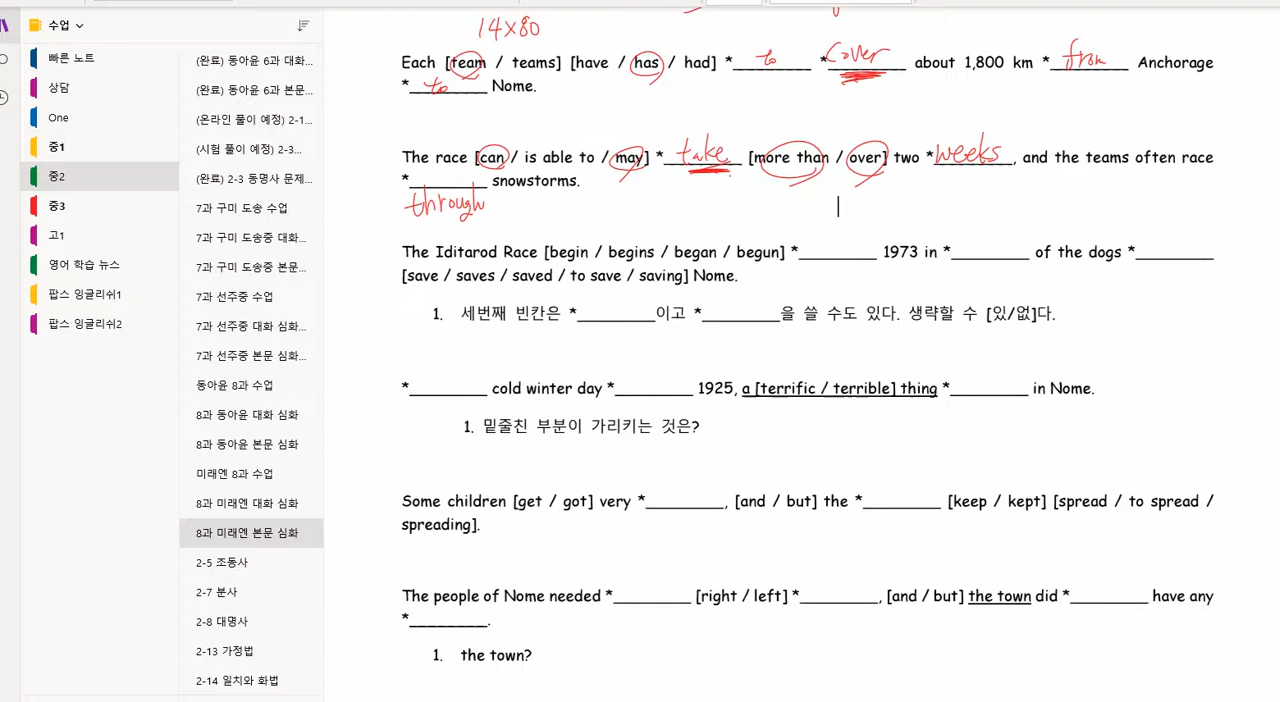 수업
빠른 노트
상담
One
중1
중2
중3
고1
영어 학습 뉴스
팝스 잉글리쉬1
팝스 잉글리쉬2
(완료) 동아윤 6과 대화...
(완료) 동아윤 6과 본문...
(온라인 풀이 예정) 2-1...
(시험 풀이 예정) 2-3...
(완료) 2-3 동명사 문제...
7과 구미 도송 수업
7과 구미 도송중 대화...
7과 구미 도송중 본문...
7과 선주중 수업
7과 선주중 대화 심화...
7과 선주중 본문 심화...
동아윤 8과 수업
8과 동아윤 대화 심화
8과 동아윤 본문 심화
미래엔 8과 수업
8과 미래엔 대화 심화
8과 미래엔 본문 심화
2-5 조동사
2-7 분사
2-8 대명사
2-13 가정법
2-14 일치와 화법
14×80
Each [team / teams] [have / has / had] *to *cover about 1,800 km *from Anchorage
*to Nome.
The race [can / is able to / may] *take [more than / over] two *weeks, and the teams often race
*________ snowstorms.
through
The Iditarod Race [begin / begins / began / begun] *________ 1973 in *________ of the dogs *________
[save / saves / saved / to save / saving] Nome.
1. 세번째 빈칸은 *________이고 *________을 쓸 수도 있다. 생략할 수 [있/없]다.
*________ cold winter day *________ 1925, a [terrific / terrible] thing *________ in Nome.
1. 밑줄친 부분이 가리키는 것은?
Some children [get / got] very *________, [and / but] the *________ [keep / kept] [spread / to spread /
spreading].
The people of Nome needed *________ [right / left] *________, [and / but] the town did *________ have any
*________.
1. the town?